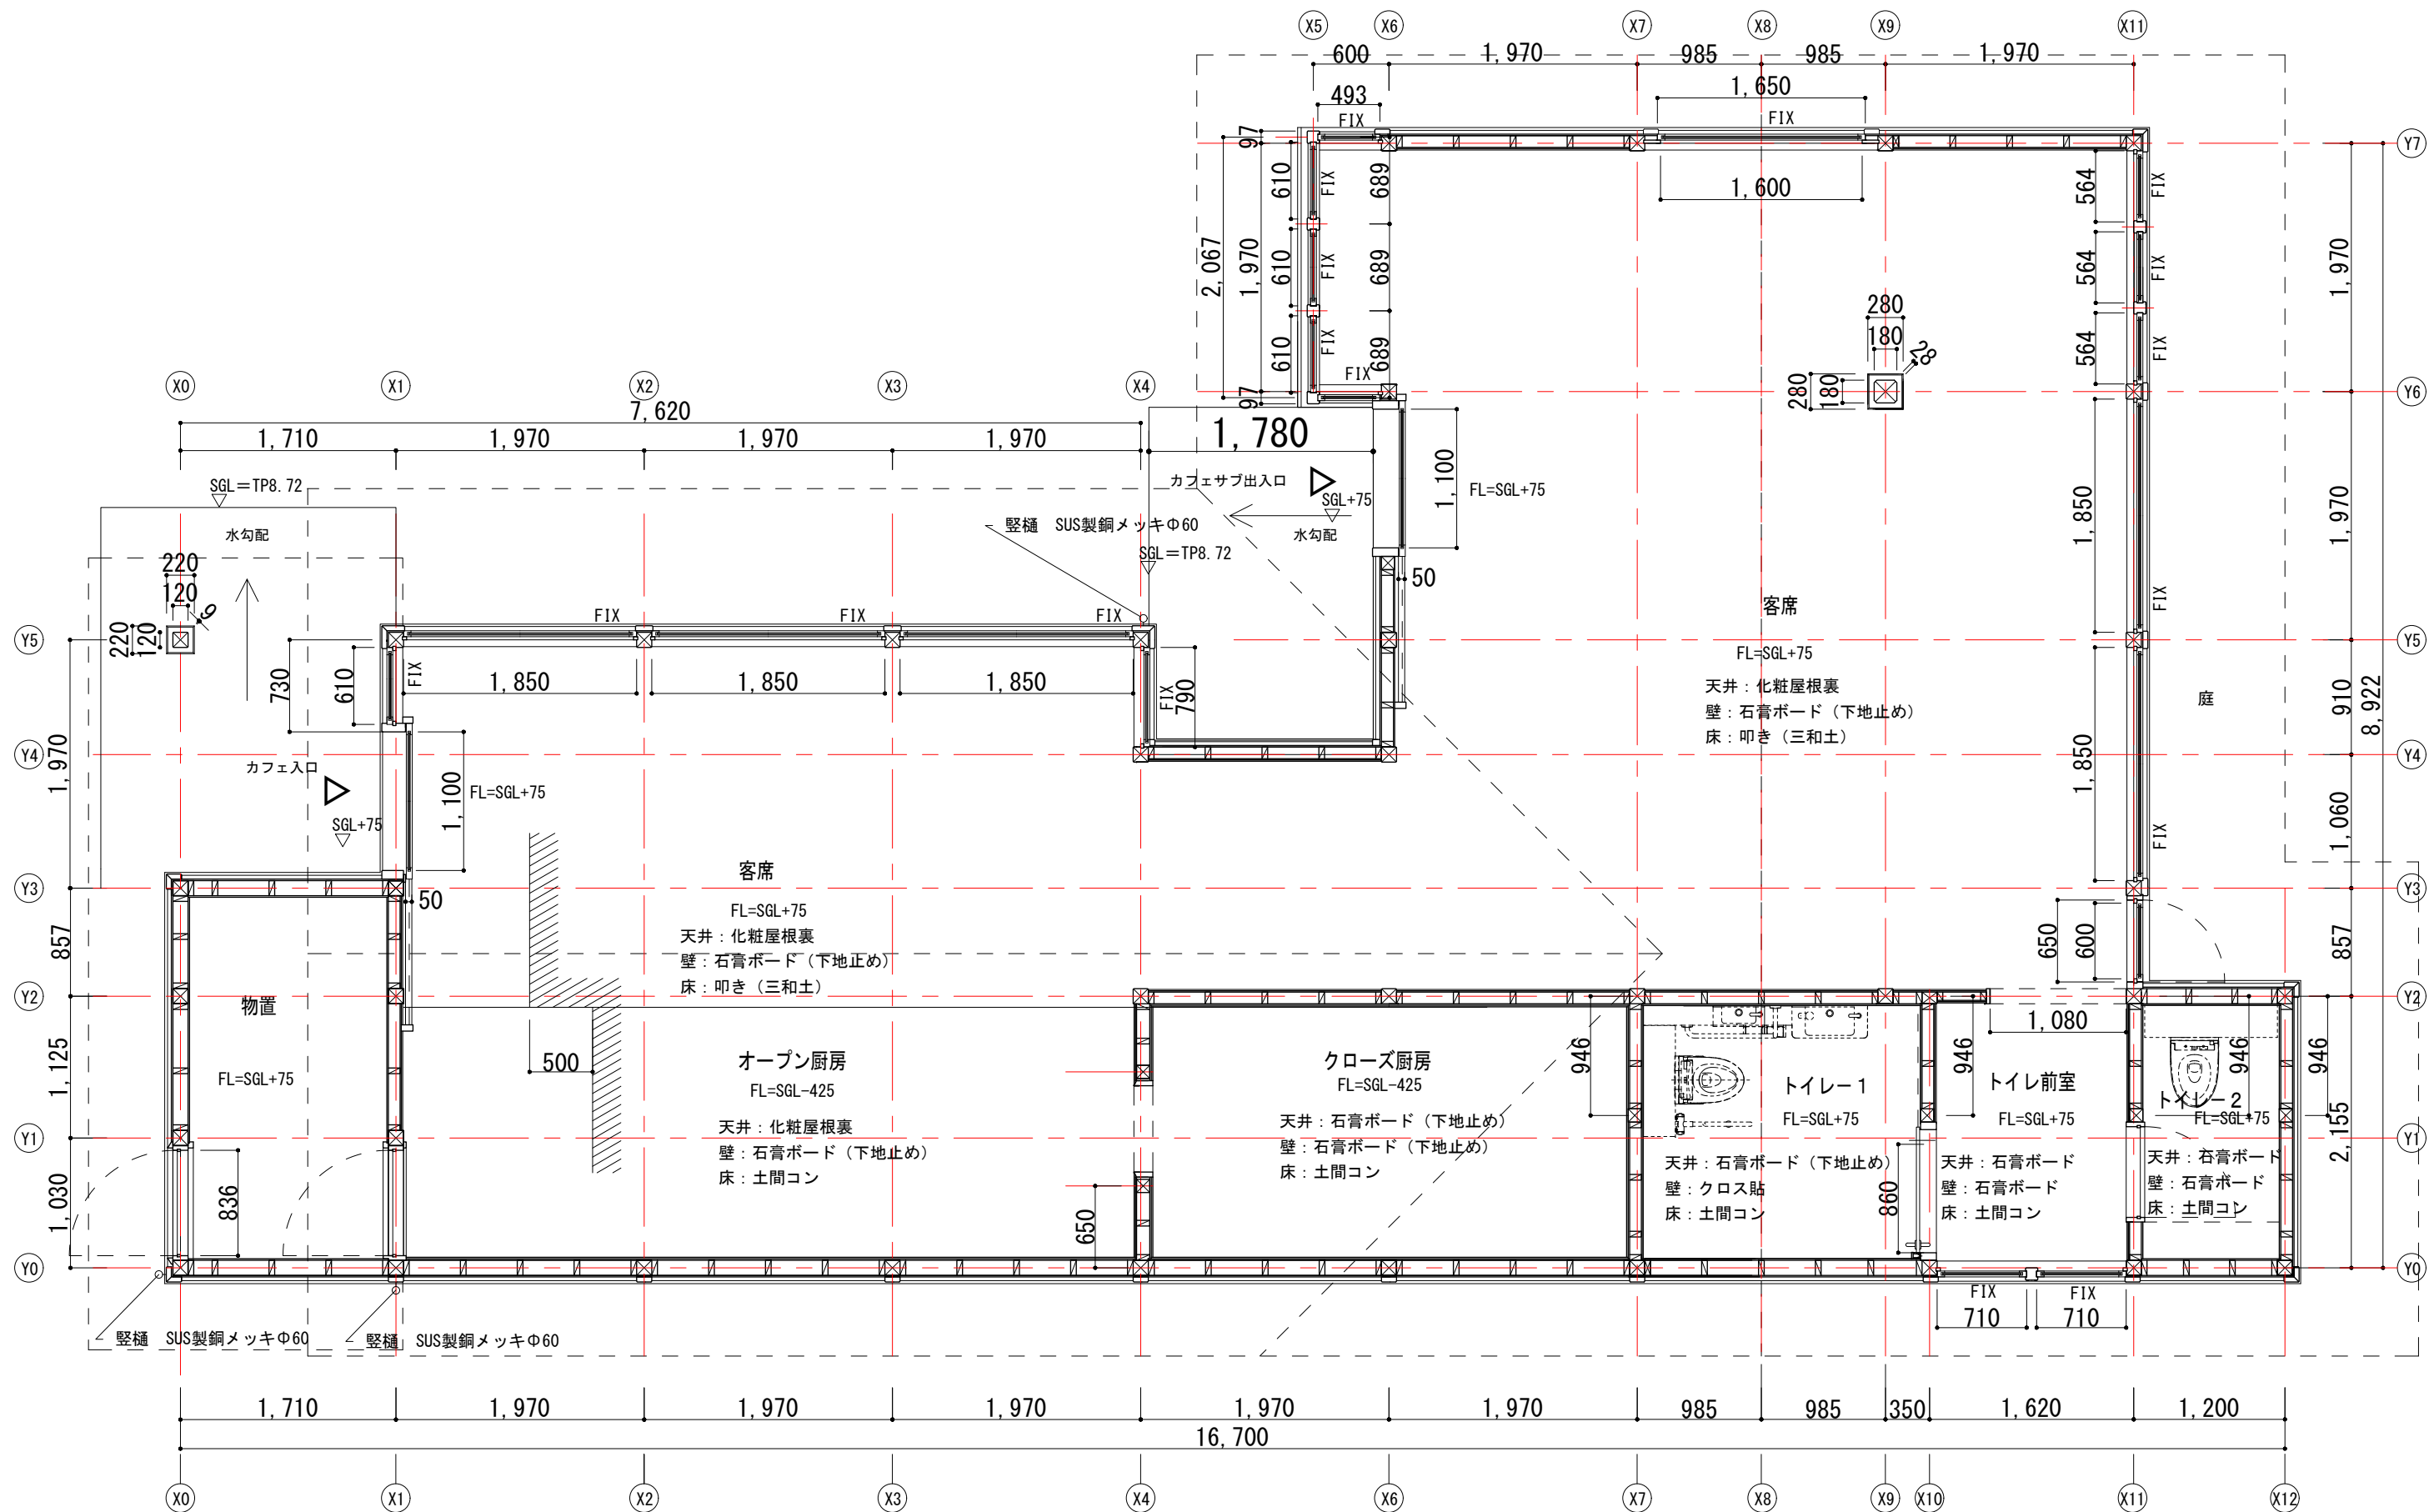 X5 X6 X7 X8 X9 X11
600 1,970 985 985 1,970
1,650
493
FIX FIX
97
Y7 Y7
610 FIX 689 1,600 564 FIX
2,067 1,970 610 FIX 689 564 FIX 1,970
280
180
28
610 FIX 689 280 180 564 FIX
FIX
97
X0 X1 X2 X3 X4
Y6
7,620
1,710 1,970 1,970 1,970
1,780
SGL=TP8.72
カフェサブ出入口
SGL+75
1,100 FL=SGL+75
1,850 1,970
竪樋 SUS製銅メッキΦ60
水勾配
水勾配
SGL=TP8.72
220
120
9
50
220 120
FIX FIX FIX FIX
客席
Y5 Y5
FL=SGL+75
730 610 FIX 1,850 1,850 1,850 FIX 790
天井：化粧屋根裏
壁：石膏ボード（下地止め）
床：叩き（三和土）
庭
910 8,922
1,970
Y4 Y4
カフェ入口
1,100 FL=SGL+75
1,850 1,060
SGL+75
FIX
客席
Y3 Y3
50
FL=SGL+75
天井：化粧屋根裏
壁：石膏ボード（下地止め）
床：叩き（三和土）
857 650 600 857
Y2 Y2
物置
1,080
500
オープン厨房
FL=SGL-425
クローズ厨房
FL=SGL-425
946
トイレー１
FL=SGL+75
946
トイレ前室
FL=SGL+75
946
トイレー２
FL=SGL+75
946
1,125
FL=SGL+75
天井：化粧屋根裏
壁：石膏ボード（下地止め）
床：土間コン
天井：石膏ボード（下地止め）
壁：石膏ボード（下地止め）
床：土間コン
Y1 Y1
2,155
天井：石膏ボード（下地止め）
壁：クロス貼
床：土間コン
860
天井：石膏ボード
壁：石膏ボード
床：土間コン
天井：石膏ボード
壁：石膏ボード
床：土間コン
1,030 836 650
Y0 Y0
FIX FIX
710 710
竪樋 SUS製銅メッキΦ60 竪樋 SUS製銅メッキΦ60
1,710 1,970 1,970 1,970 1,970 1,970 985 985 350 1,620 1,200
16,700
X0 X1 X2 X3 X4 X6 X7 X8 X9 X10 X11 X12